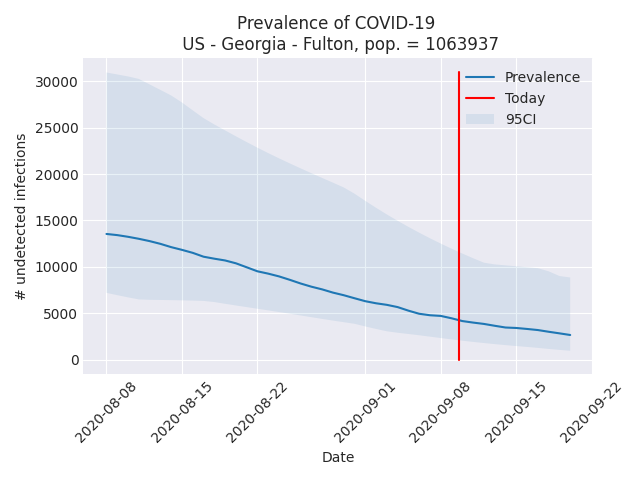 Prevalence of COVID-19
US - Georgia - Fulton, pop. = 1063937
Prevalence
Today
95CI
30000
25000
20000
15000
10000
5000
0
# undetected infections
2020-08-08
2020-08-15
2020-08-22
2020-09-01
2020-09-08
2020-09-15
2020-09-22
Date